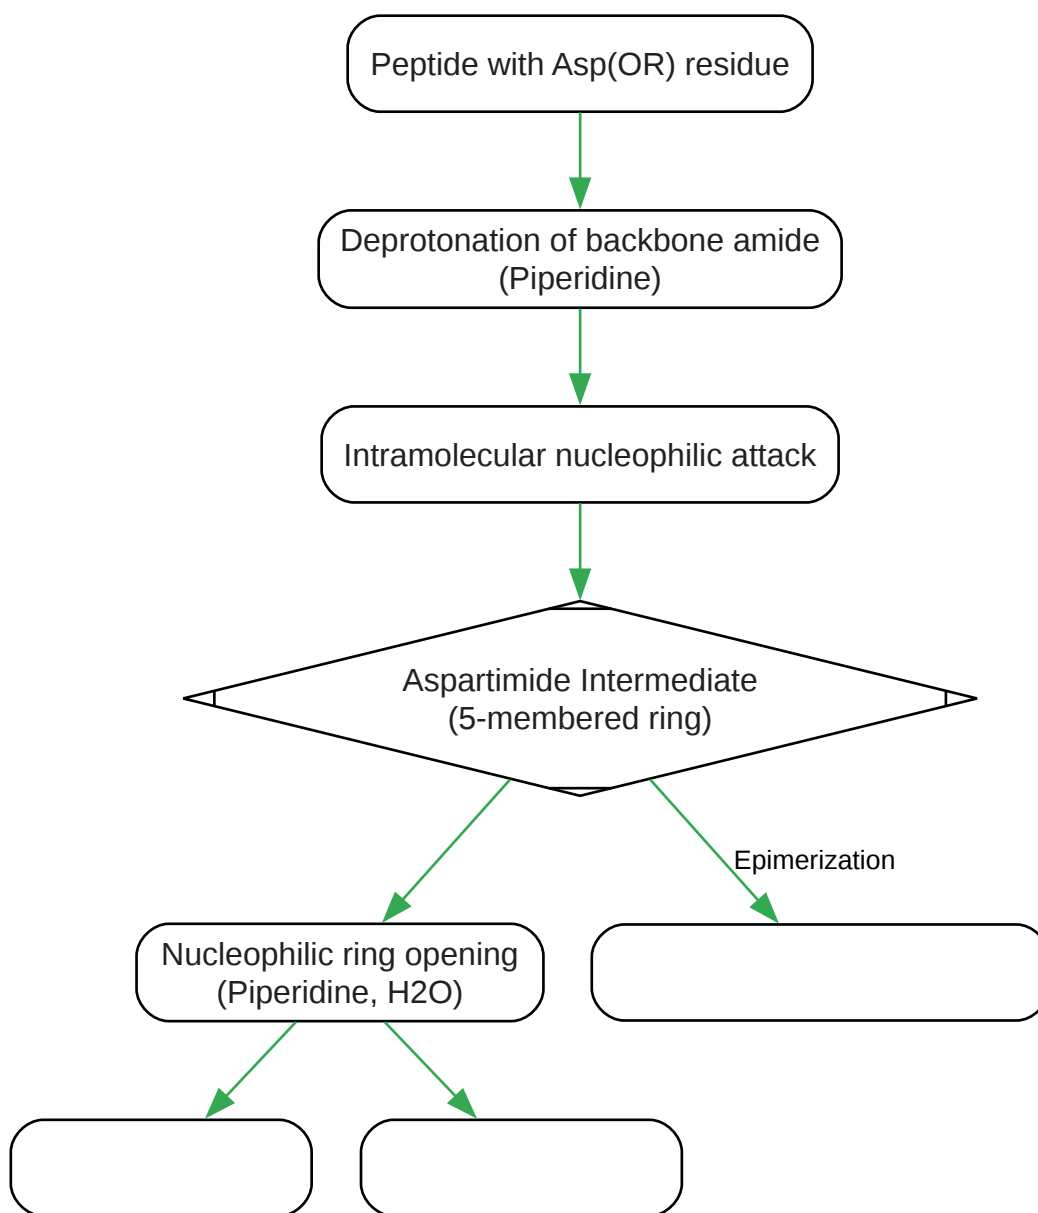 Peptide with Asp(OR) residue
Deprotonation of backbone amide
(Piperidine)
Intramolecular nucleophilic attack
Aspartimide Intermediate
(5-membered ring)
Epimerization
Nucleophilic ring opening
(Piperidine, H2O)